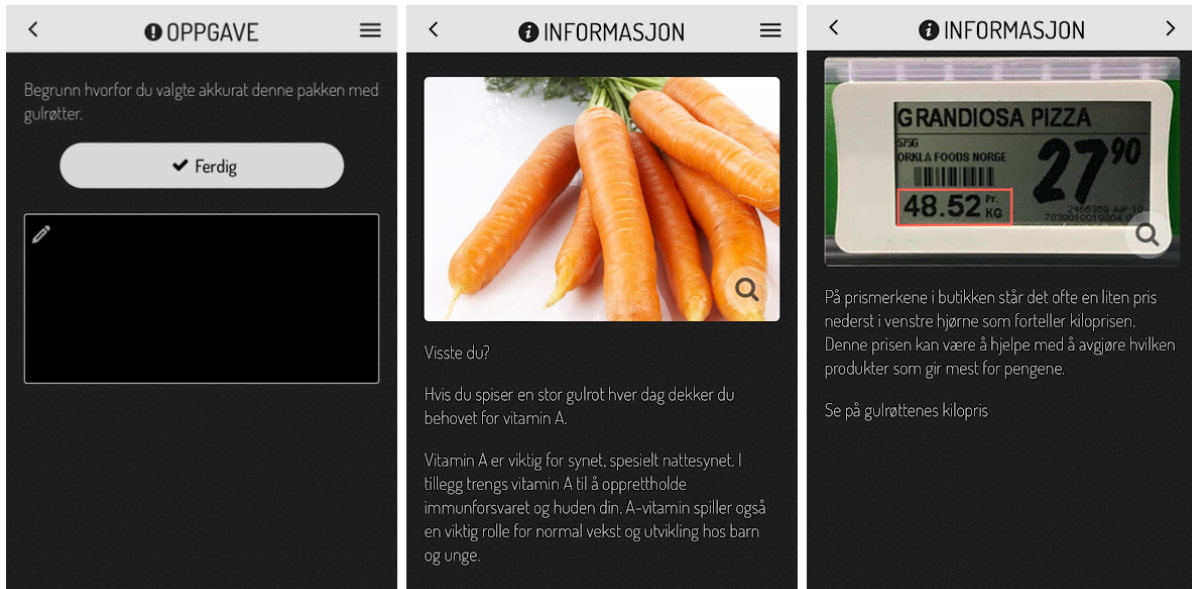 OPPGAVE
Begrunn hvorfor du valgte akkurat denne pakken med
gulrøtter.
Ferdig
INFORMASJON
Visste du?
Hvis du spiser en stor gulrot hver dag dekker du
behovet for vitamin A.
Vitamin A er viktig for synet, spesielt nattesynet. I
tillegg trengs vitamin A til å opprettholde
immunforsvaret og huden din. A-vitamin spiller også
en viktig rolle for normal vekst og utvikling hos barn
og unge.
INFORMASJON
GRANDIOSA PIZZA
575G
ORKLA FOODS NORGE
27 90
48.52 Pr.
KG
På prismerkene i butikken står det ofte en liten pris
nederst i venstre hjørne som forteller kiloprisen.
Denne prisen kan være å hjelpe med å avgjøre hvilken
produkter som gir mest for pengene.
Se på gulrøttenes kilopris